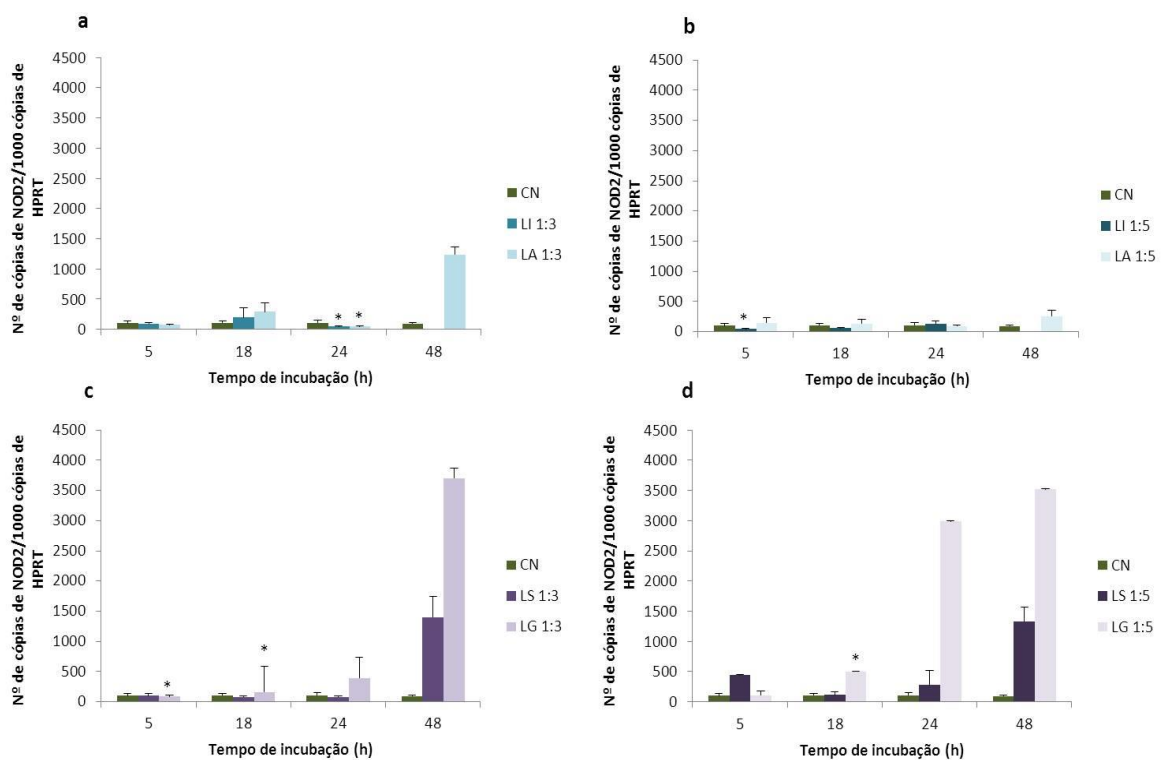 a
Nº de cópias de NOD2/1000 cópias de
HPRT
4500
4000
3500
3000
2500
2000
1500
1000
500
0
5 18 24 48
* *
Tempo de incubação (h)
CN
LI 1:3
LA 1:3
b
Nº de cópias de NOD2/1000 cópias de
HPRT
4500
4000
3500
3000
2500
2000
1500
1000
500
0
*
5 18 24 48
Tempo de incubação (h)
CN
LI 1:5
LA 1:5
c
Nº de cópias de NOD2/1000 cópias de
HPRT
4500
4000
3500
3000
2500
2000
1500
1000
500
0
* *
5 18 24 48
Tempo de incubação (h)
CN
LS 1:3
LG 1:3
d
Nº de cópias de NOD2/1000 cópias de
HPRT
4500
4000
3500
3000
2500
2000
1500
1000
500
0
*
5 18 24 48
Tempo de incubação (h)
CN
LS 1:5
LG 1:5